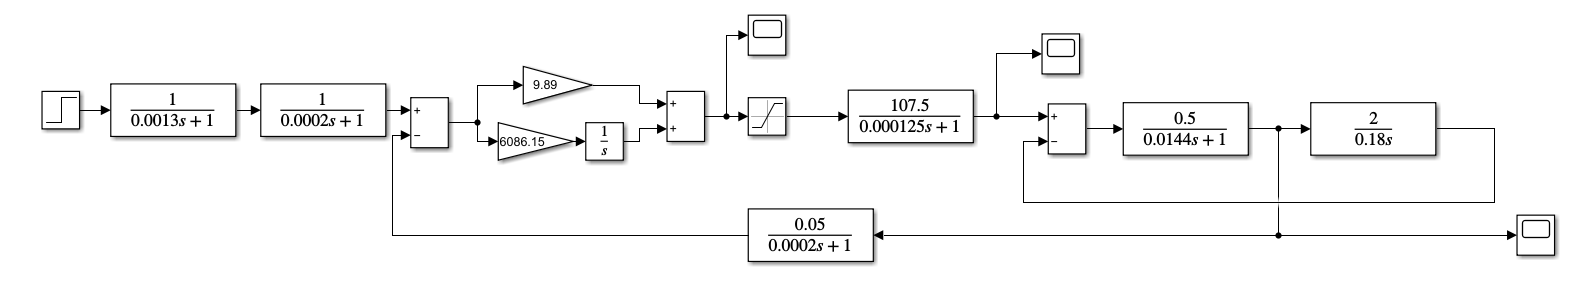 1
0.0013s + 1
1
0.0002s + 1
+
−
9.89
6086.15
1
s
+
+
107.5
0.000125s + 1
+
−
0.5
0.0144s + 1
2
0.18s
0.05
0.0002s + 1